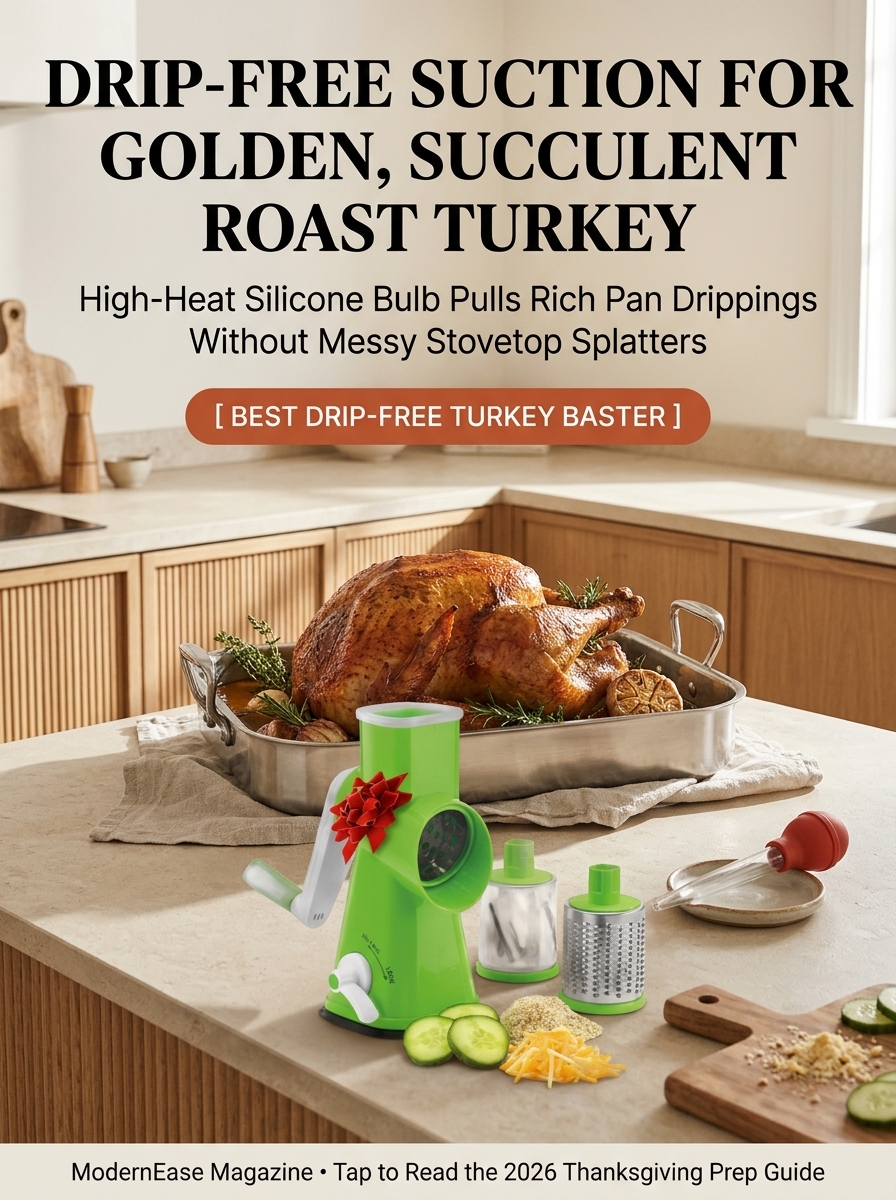 DRIP-FREE SUCTION FOR
GOLDEN, SUCCULENT
ROAST TURKEY
High-Heat Silicone Bulb Pulls Rich Pan Drippings
Without Messy Stovetop Splatters
[ BEST DRIP-FREE TURKEY BASTER ]
ModernEase Magazine • Tap to Read the 2026 Thanksgiving Prep Guide